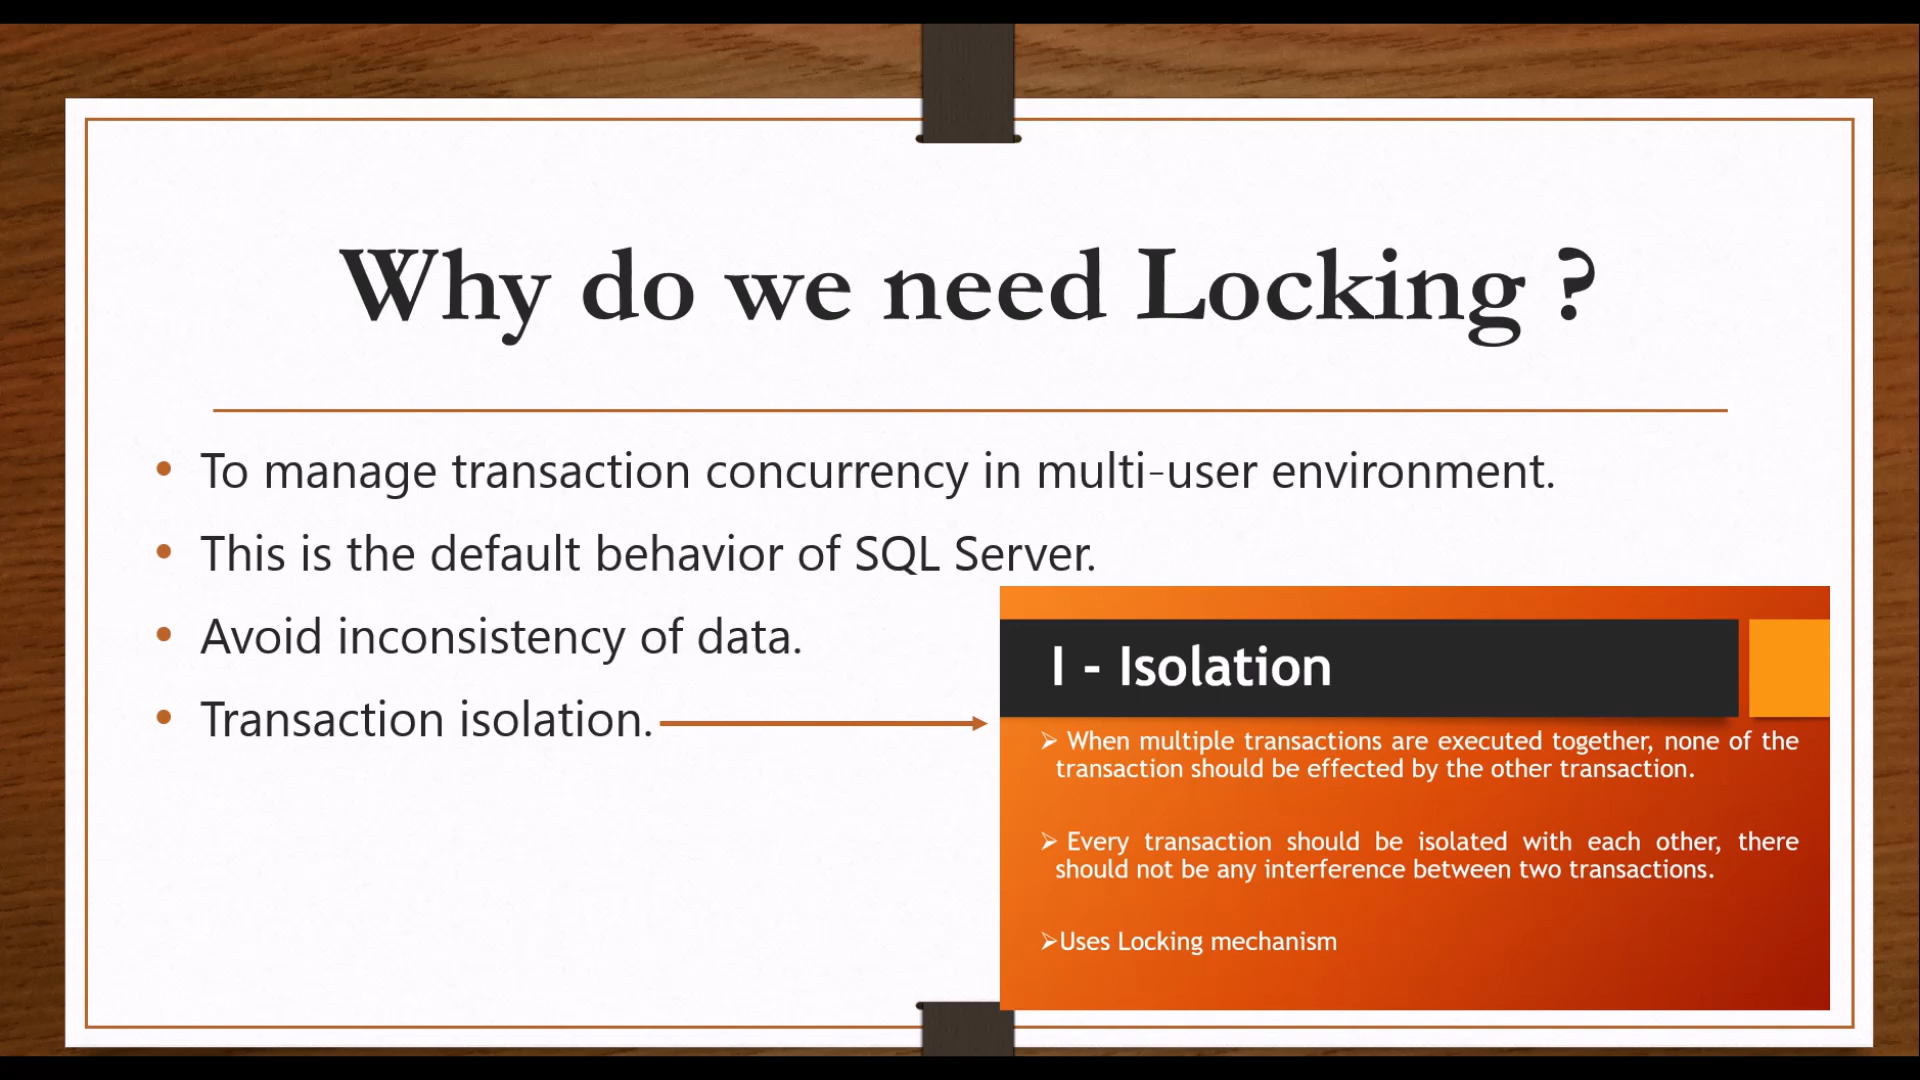 Why do we need Locking ?
• To manage transaction concurrency in multi-user environment.
• This is the default behavior of SQL Server.
• Avoid inconsistency of data.
• Transaction isolation.
I - Isolation
➢ When multiple transactions are executed together, none of the
transaction should be effected by the other transaction.
➢ Every transaction should be isolated with each other, there
should not be any interference between two transactions.
➢Uses Locking mechanism